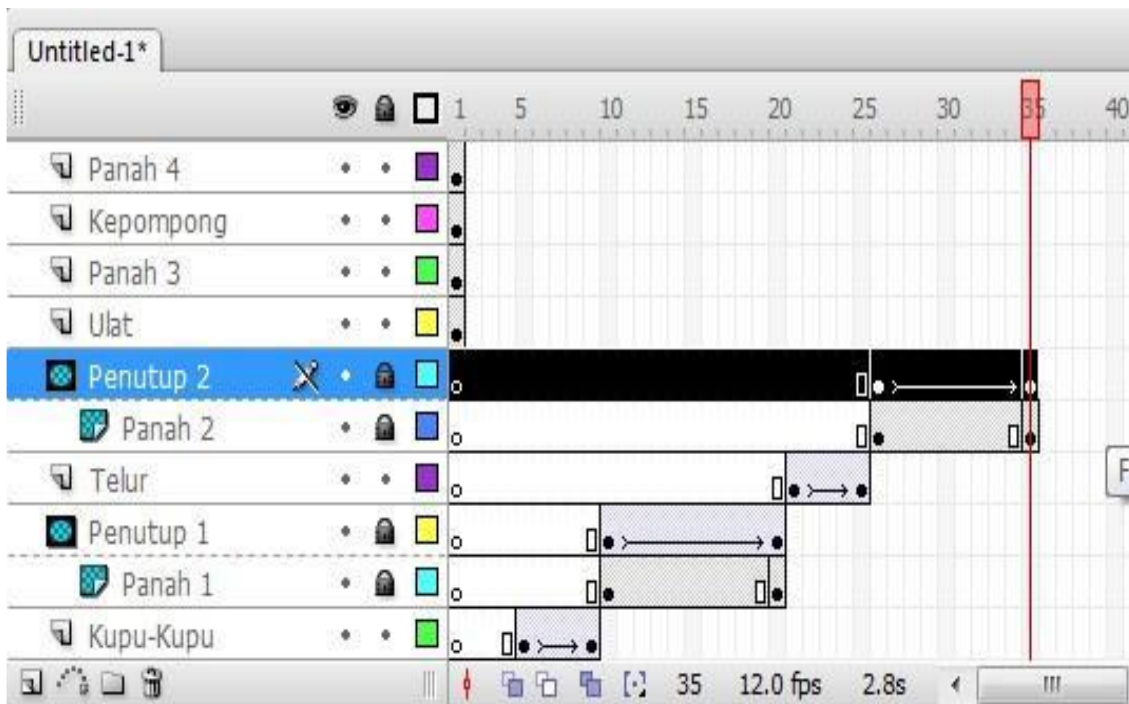 Untitled-1*
1 5 10 15 20 25 30 35 40
Panah 4
Kepompong
Panah 3
Ulat
Penutup 2
Panah 2
Telur
F
Penutup 1
Panah 1
Kupu-Kupu
35 12.0 fps 2.8s